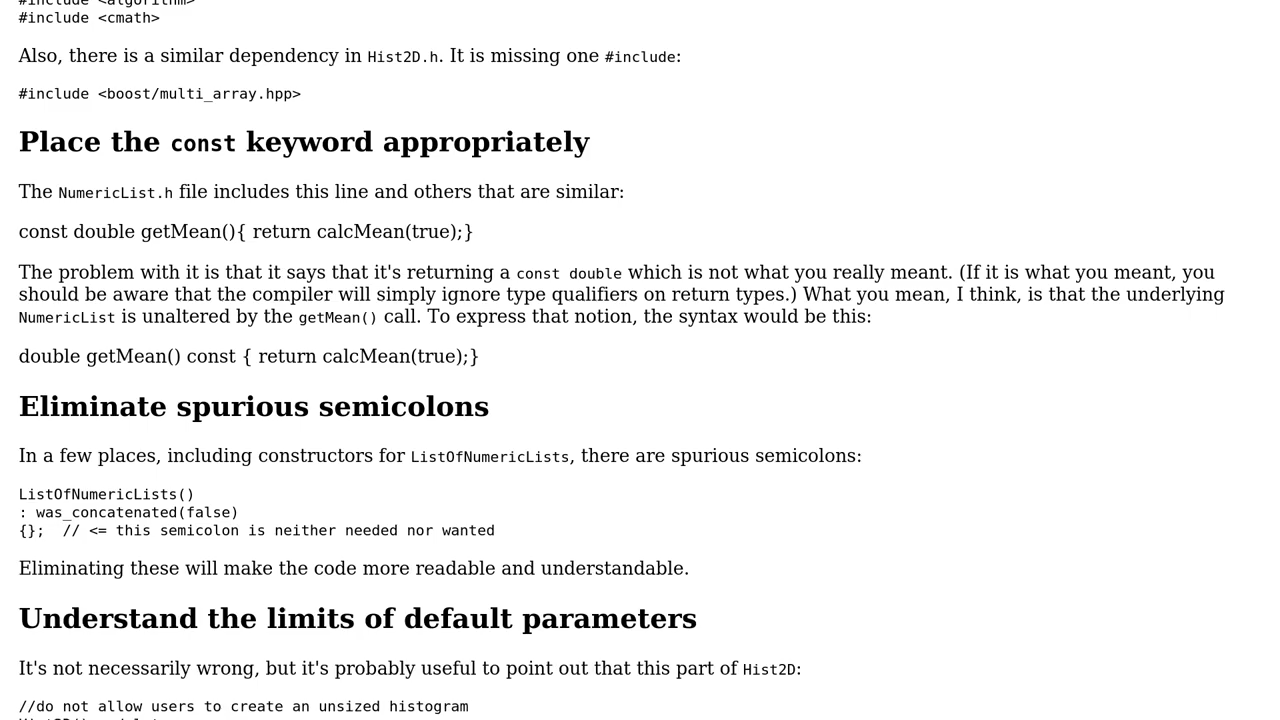 #include <algorithm>
#include <cmath>
Also, there is a similar dependency in Hist2D.h. It is missing one #include:
#include <boost/multi_array.hpp>
Place the const keyword appropriately
The NumericList.h file includes this line and others that are similar:
const double getMean(){ return calcMean(true);}
The problem with it is that it says that it's returning a const double which is not what you really meant. (If it is what you meant, you
should be aware that the compiler will simply ignore type qualifiers on return types.) What you mean, I think, is that the underlying
NumericList is unaltered by the getMean() call. To express that notion, the syntax would be this:
double getMean() const { return calcMean(true);}
Eliminate spurious semicolons
In a few places, including constructors for ListOfNumericLists, there are spurious semicolons:
ListOfNumericLists()
: was_concatenated(false)
{};  // <= this semicolon is neither needed nor wanted
Eliminating these will make the code more readable and understandable.
Understand the limits of default parameters
It's not necessarily wrong, but it's probably useful to point out that this part of Hist2D:
//do not allow users to create an unsized histogram